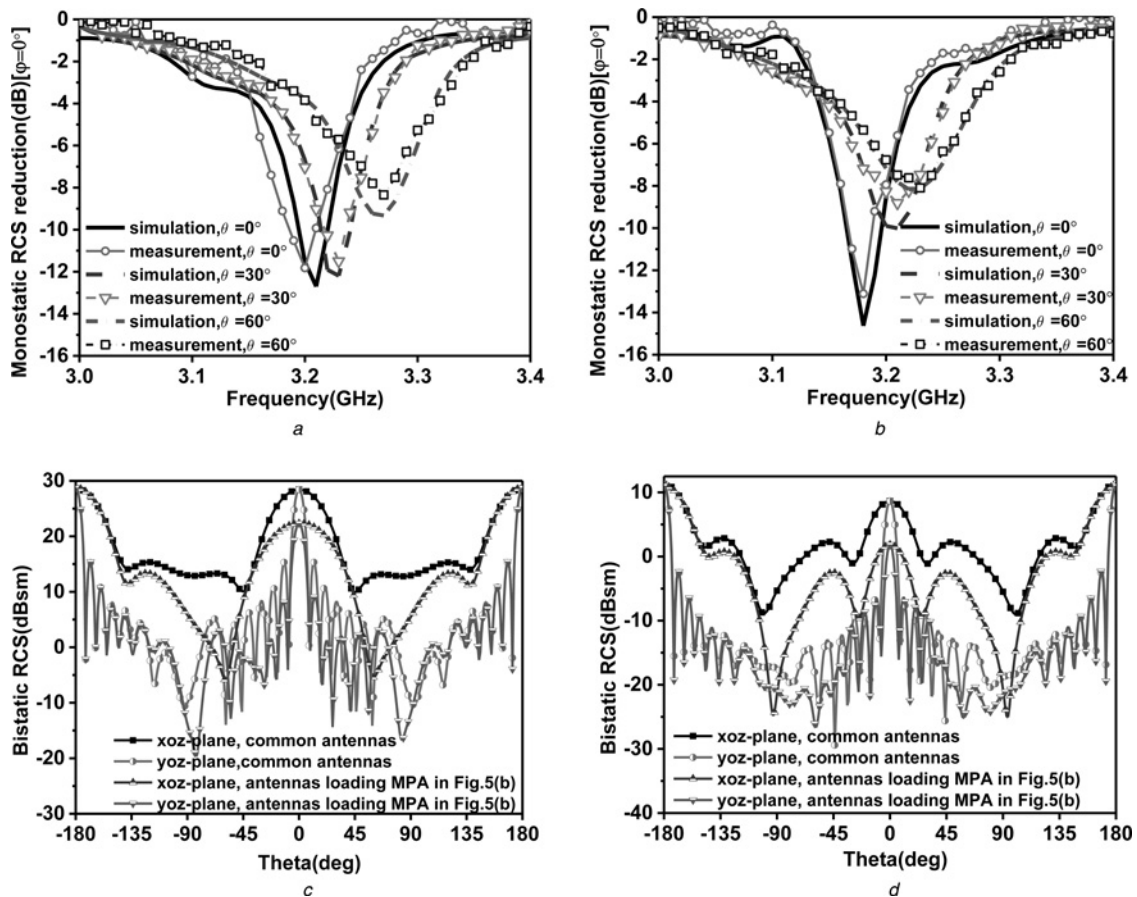 Monostatic RCS reduction(dB)[φ=0°]
0
-2
-4
-6
-8
-10
-12
-14
-16
simulation,θ =0°
measurement,θ =0°
simulation,θ =30°
measurement,θ =30°
simulation,θ =60°
measurement,θ =60°
3.0 3.1 3.2 3.3 3.4
Frequency(GHz)
a
Monostatic RCS reduction(dB)[φ=0°]
0
-2
-4
-6
-8
-10
-12
-14
-16
simulation,θ =0°
measurement,θ =0°
simulation,θ =30°
measurement,θ =30°
simulation,θ =60°
measurement,θ =60°
3.0 3.1 3.2 3.3 3.4
Frequency(GHz)
b
Bistatic RCS(dBsm)
30
20
10
0
-10
-20
-30
xoz-plane, common antennas
yoz-plane,common antennas
xoz-plane, antennas loading MPA in Fig.5(b)
yoz-plane, antennas loading MPA in Fig.5(b)
-180 -135 -90 -45 0 45 90 135 180
Theta(deg)
c
Bistatic RCS(dBsm)
10
0
-10
-20
-30
-40
xoz-plane, common antennas
yoz-plane, common antennas
xoz-plane, antennas loading MPA in Fig.5(b)
yoz-plane, antennas loading MPA in Fig.5(b)
-180 -135 -90 -45 0 45 90 135 180
Theta(deg)
d